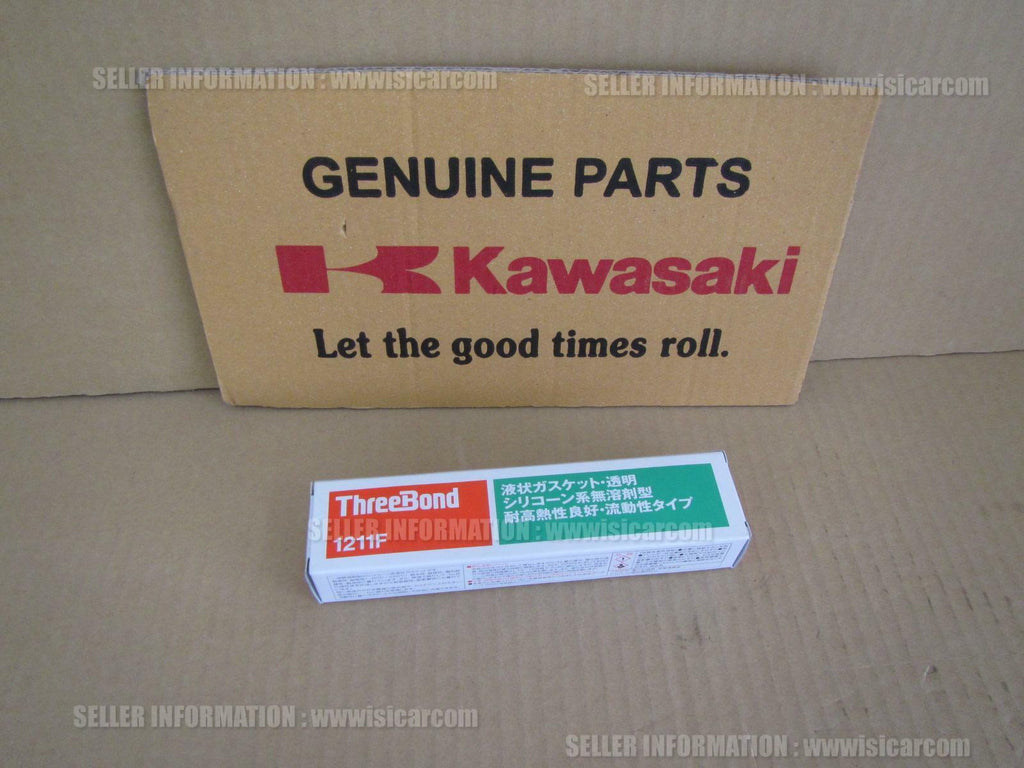 SELLER INFORMATION : wwwisicarcom
SELLER INFORMATION : wwwisicarcom
GENUINE PARTS
Kawasaki
Let the good times roll.
ThreeBond
1211F
液状ガスケット・透明
シリコーン系無溶剤型
耐高熱性良好・流動性タイプ
SELLER INFORMATION : wwwisicarcom
SELLER INFORMATION : wwwisicarcom
SELLER INFORMATION : wwwisicarcom